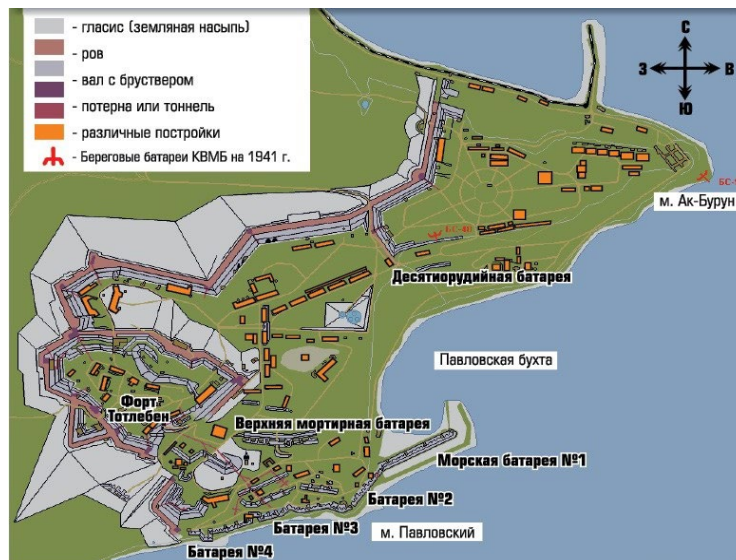 - гласис (земляная насыпь)
- ров
- вал с бруствером
- потерна или тоннель
- различные постройки
- Береговые батареи КВМБ на 1941 г.
С
З
В
Ю
м. Ак-Бурун
Десятиорудийная батарея
Павловская бухта
Форт
Тотлебен
Верхняя мортирная батарея
Морская батарея №1
Батарея №2
Батарея №3
м. Павловский
Батарея №4